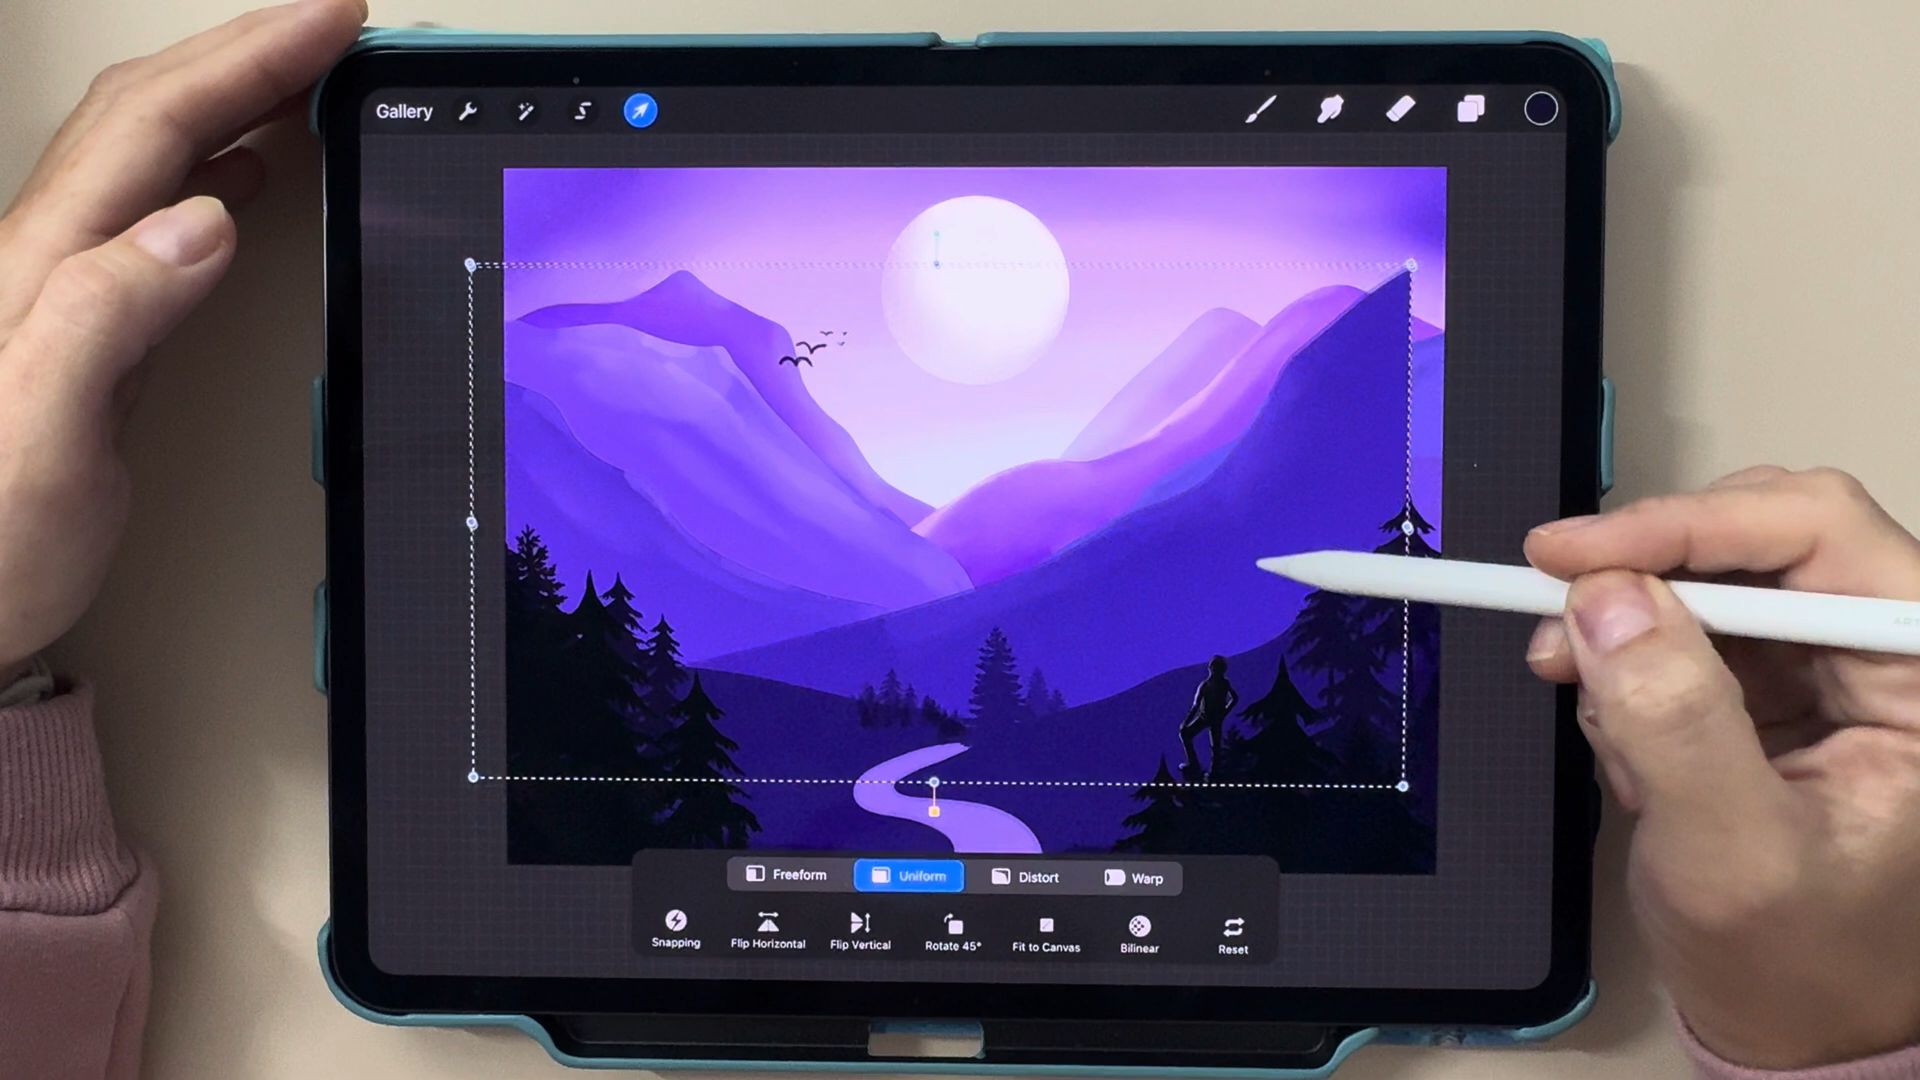 Gallery
Freeform
Uniform
Distort
Warp
Snapping
Flip Horizontal
Flip Vertical
Rotate 45°
Fit to Canvas
Bilinear
Reset